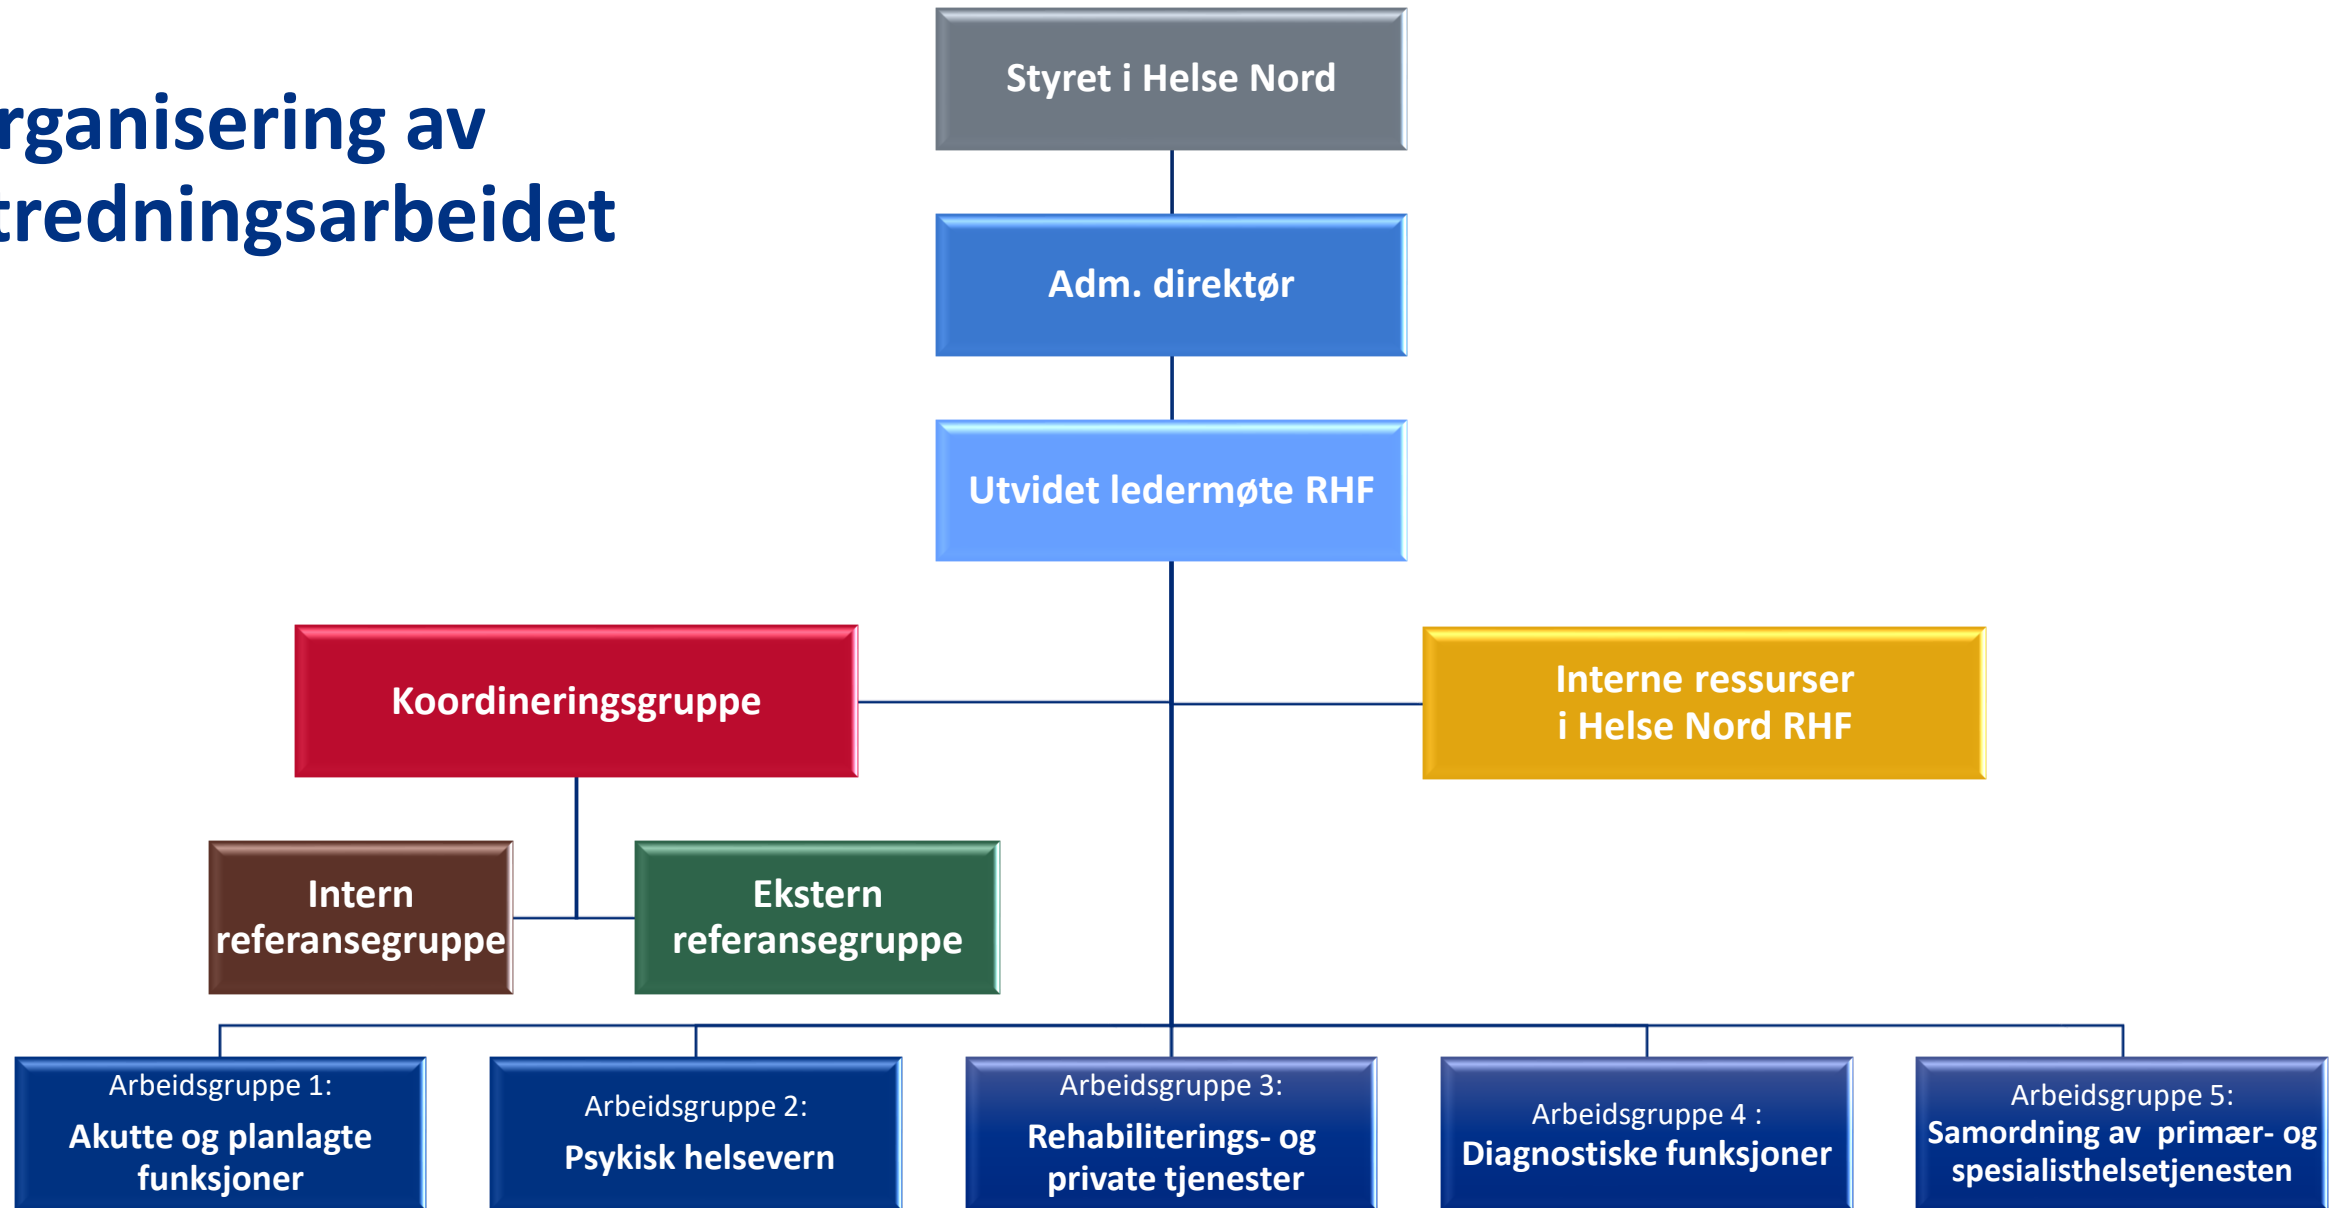 rganisering av
tredningsarbeidet
Styret i Helse Nord
Adm. direktør
Utvidet ledermøte RHF
Koordineringsgruppe
Interne ressurser
i Helse Nord RHF
Intern
referansegruppe
Ekstern
referansegruppe
Arbeidsgruppe 1:
Akutte og planlagte
funksjoner
Arbeidsgruppe 2:
Psykisk helsevern
Arbeidsgruppe 3:
Rehabiliterings- og
private tjenester
Arbeidsgruppe 4 :
Diagnostiske funksjoner
Arbeidsgruppe 5:
Samordning av  primær- og
spesialisthelsetjenesten